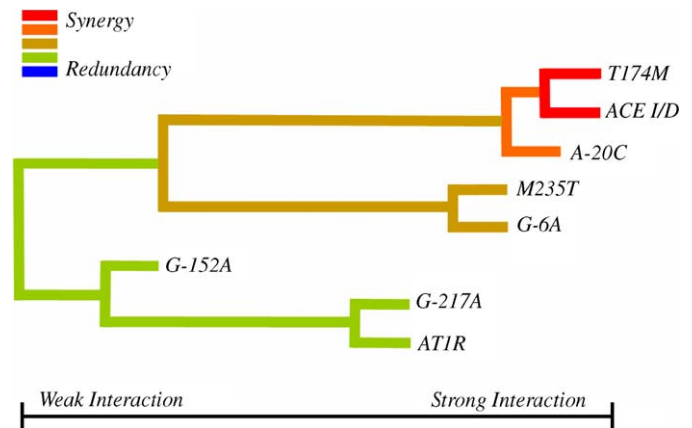 Synergy
Redundancy
T174M
ACE I/D
A-20C
M235T
G-6A
G-152A
G-217A
AT1R
Weak Interaction Strong Interaction